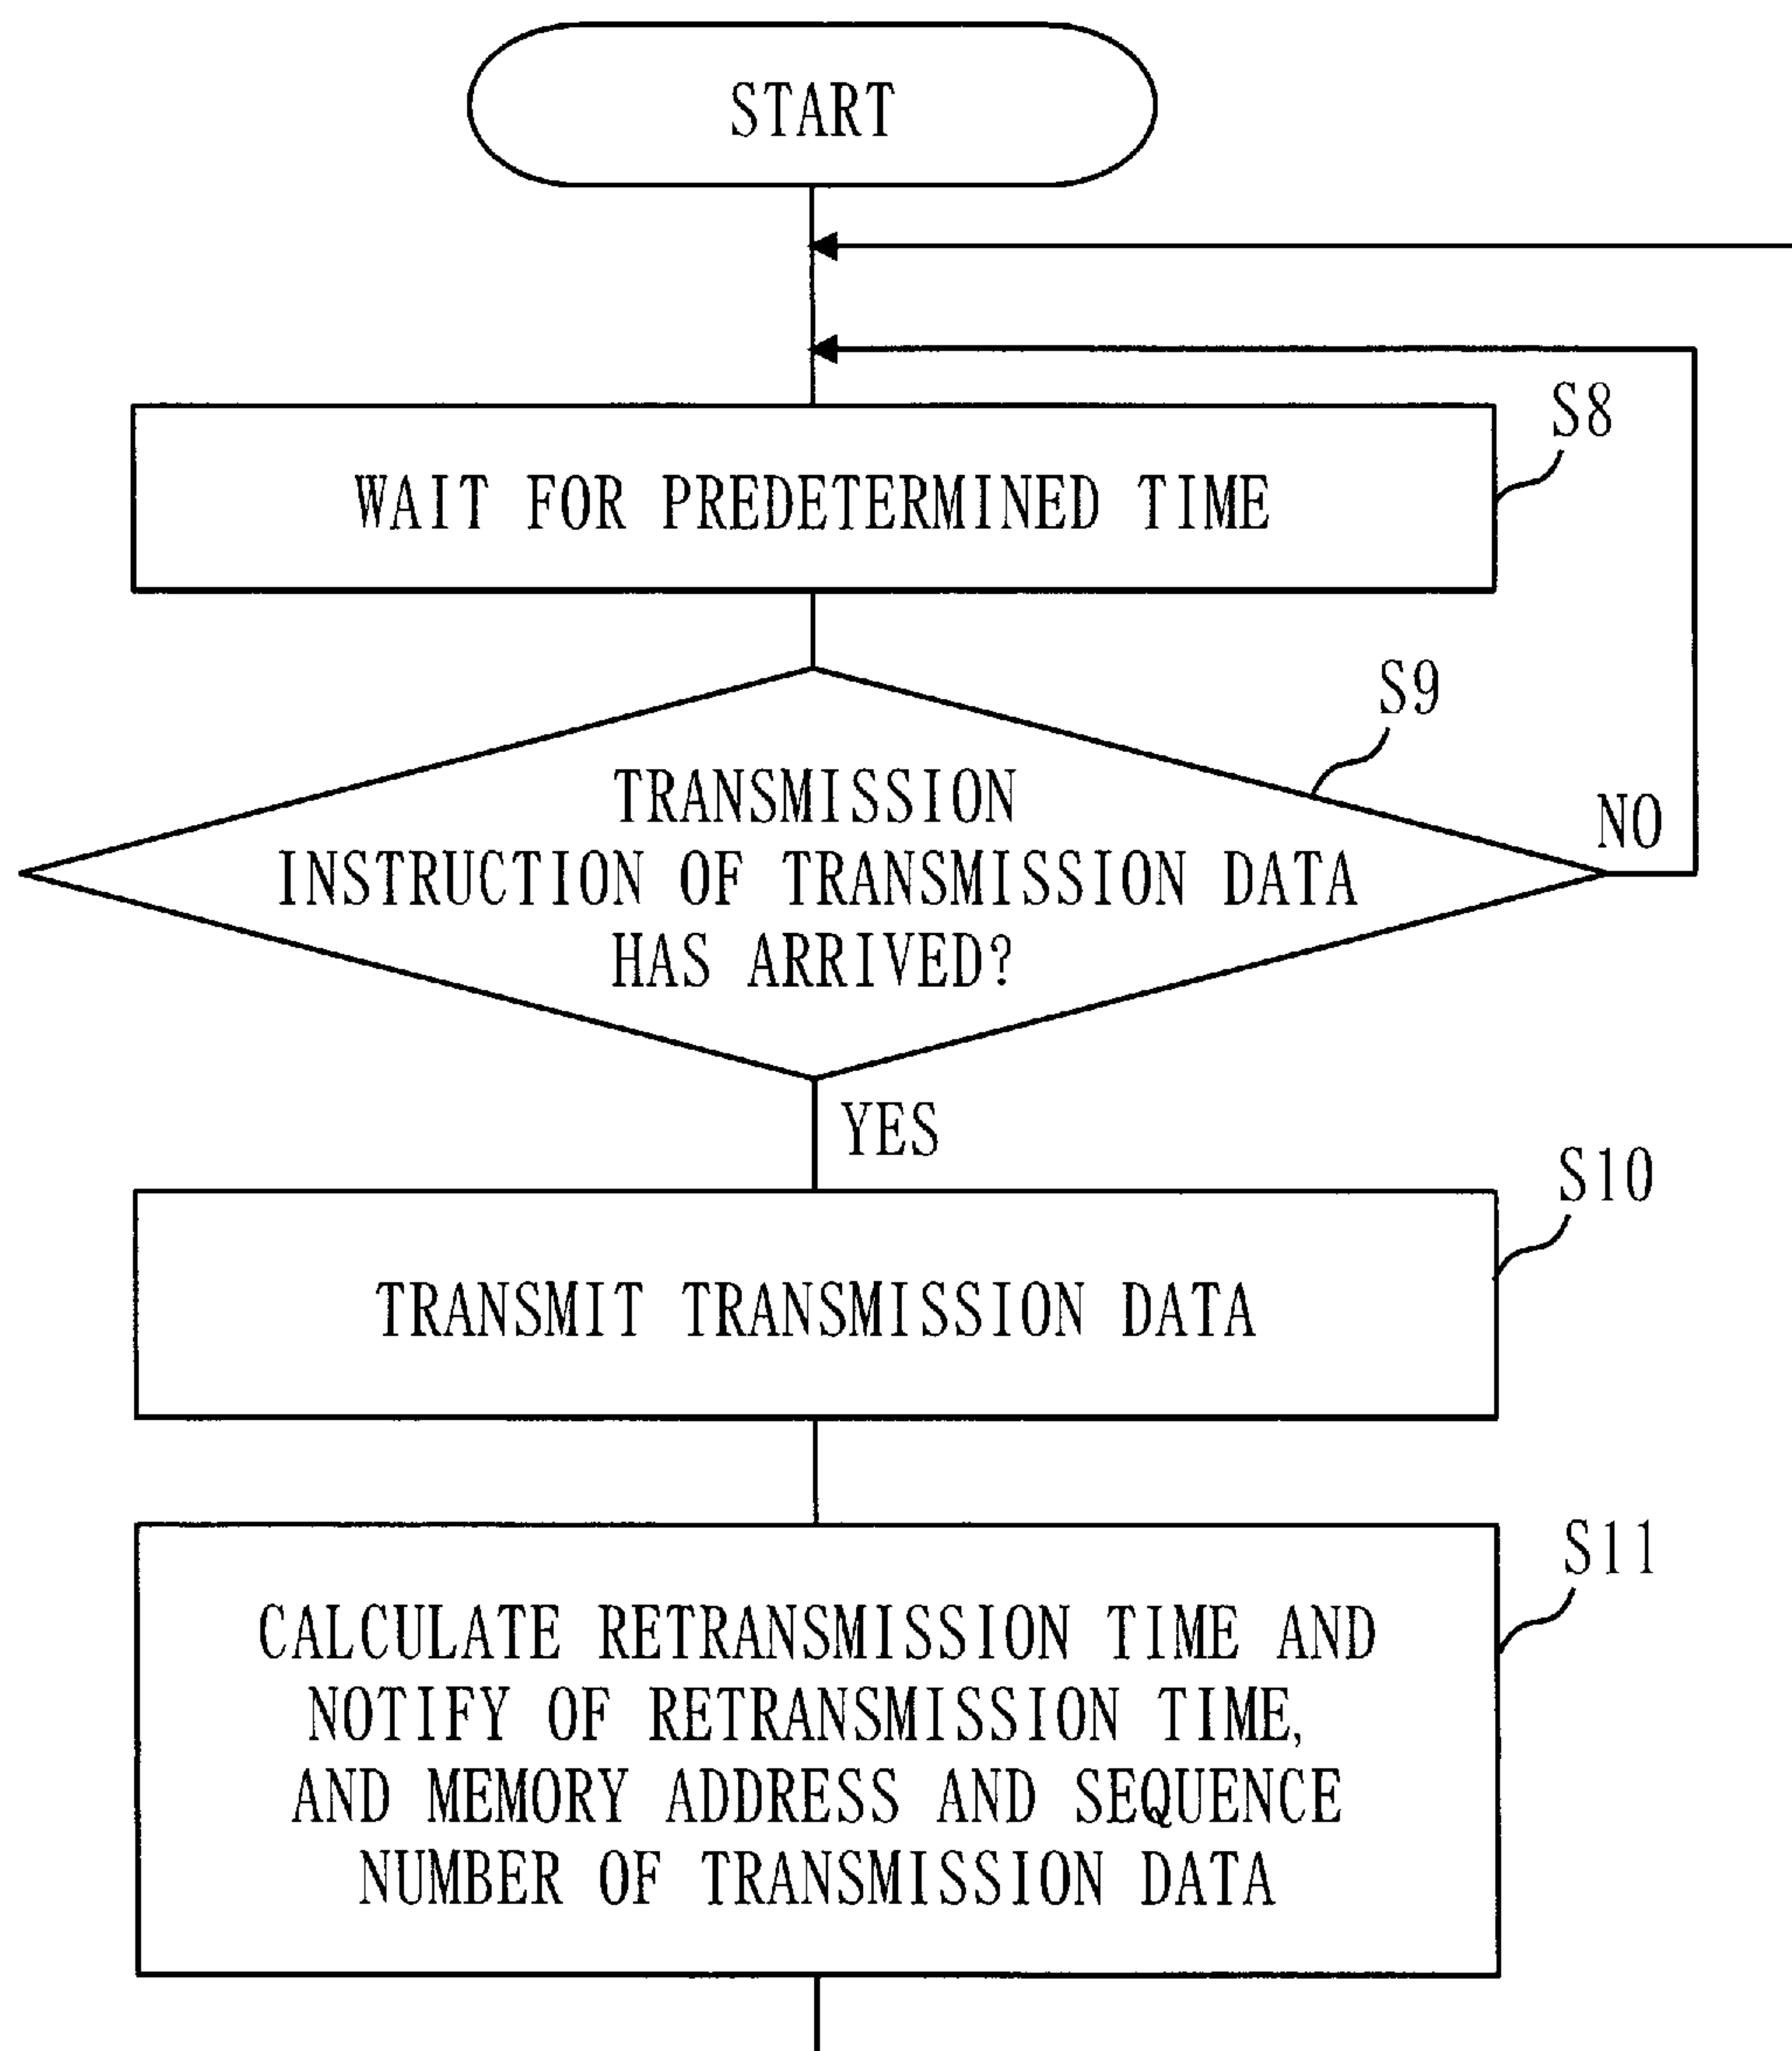 START
S8
WAIT FOR PREDETERMINED TIME
S9
TRANSMISSION
INSTRUCTION OF TRANSMISSION DATA
HAS ARRIVED?
NO
YES
S10
TRANSMIT TRANSMISSION DATA
S11
CALCULATE RETRANSMISSION TIME AND
NOTIFY OF RETRANSMISSION TIME,
AND MEMORY ADDRESS AND SEQUENCE
NUMBER OF TRANSMISSION DATA